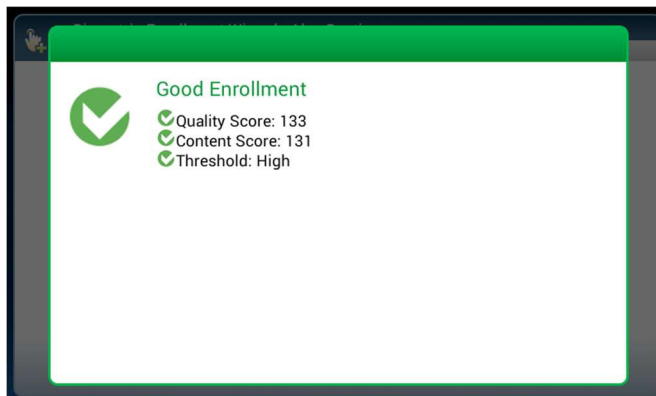 Good Enrollment
Quality Score: 133
Content Score: 131
Threshold: High